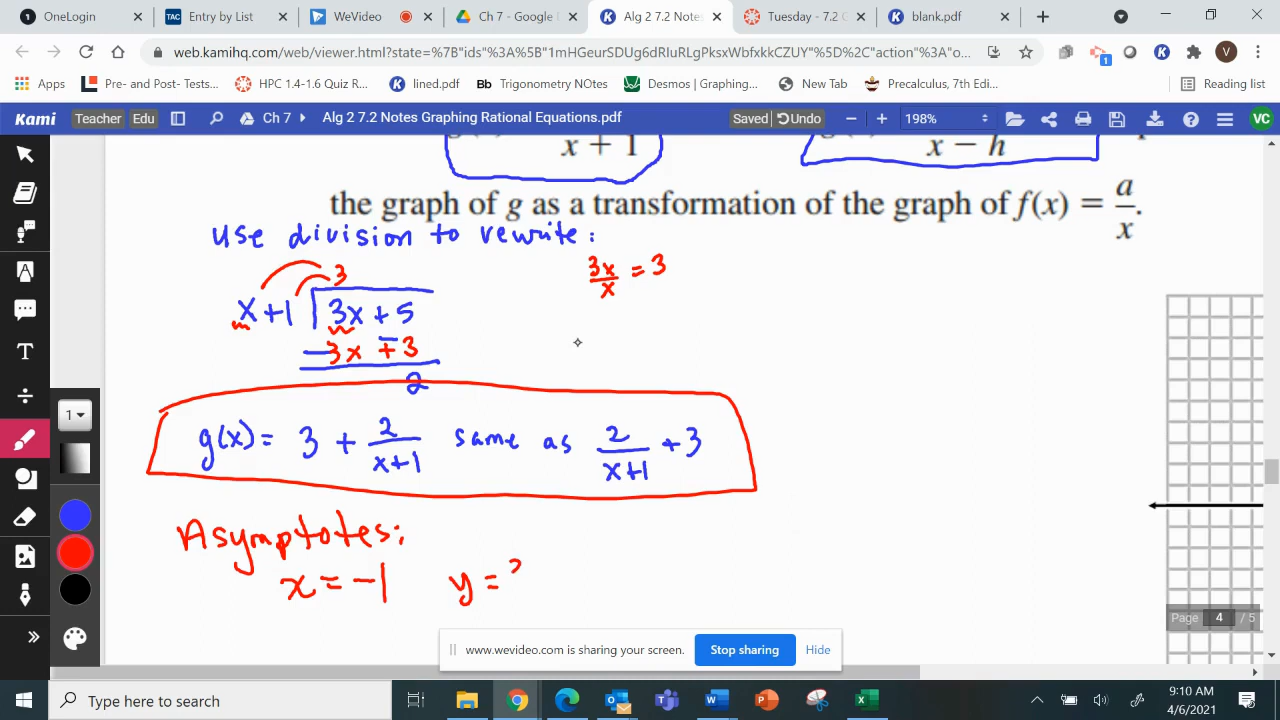 OneLogin
Entry by List
WeVideo
Ch 7 - Google
Alg 2 7.2 Notes
Tuesday - 7.2 C
blank.pdf
V
web.kamihq.com/web/viewer.html?state=%7B"ids"%3A%5B"1mHGeurSDUg6dRIuRLgPksxWbfxkkCZUY"%5D%2C"action"%3A"o...
Apps
Pre- and Post- Tests...
HPC 1.4-1.6 Quiz R...
lined.pdf
Bb Trigonometry NOtes
Desmos | Graphing...
New Tab
Precalculus, 7th Edi...
Reading list
Kami
Teacher
Edu
Ch 7
Alg 2 7.2 Notes Graphing Rational Equations.pdf
Saved
Undo
198%
VC
x + 1
x − h
the graph of g as a transformation of the graph of f(x) = a/x.
use division to rewrite:
3
3x/x = 3
x + 1
3x + 5
3x + 3
2
g(x) = 3 + 2/(x+1) same as 2/(x+1) + 3
Asymptotes:
x = -1 y =
1
Page 4 / 5
www.wevideo.com is sharing your screen.
Stop sharing
Hide
Type here to search
9:10 AM
4/6/2021